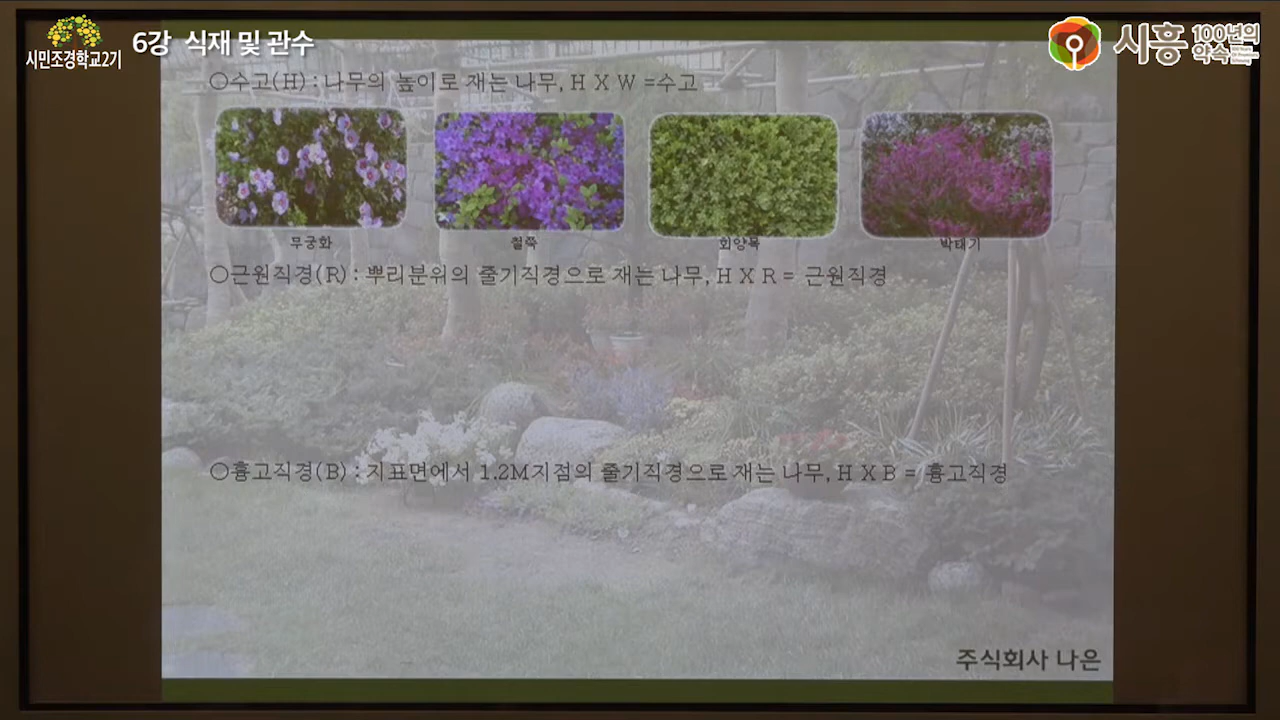 시민조경학교2기
6강 식재 및 관수
시흥 100년의 약속
○수고(H) : 나무의 높이로 재는 나무, H X W =수고
무궁화 철쭉 회양목 박태기
○근원직경(R) : 뿌리분위의 줄기직경으로 재는 나무, H X R = 근원직경
○흉고직경(B) : 지표면에서 1.2M지점의 줄기직경으로 재는 나무, H X B = 흉고직경
주식회사 나은